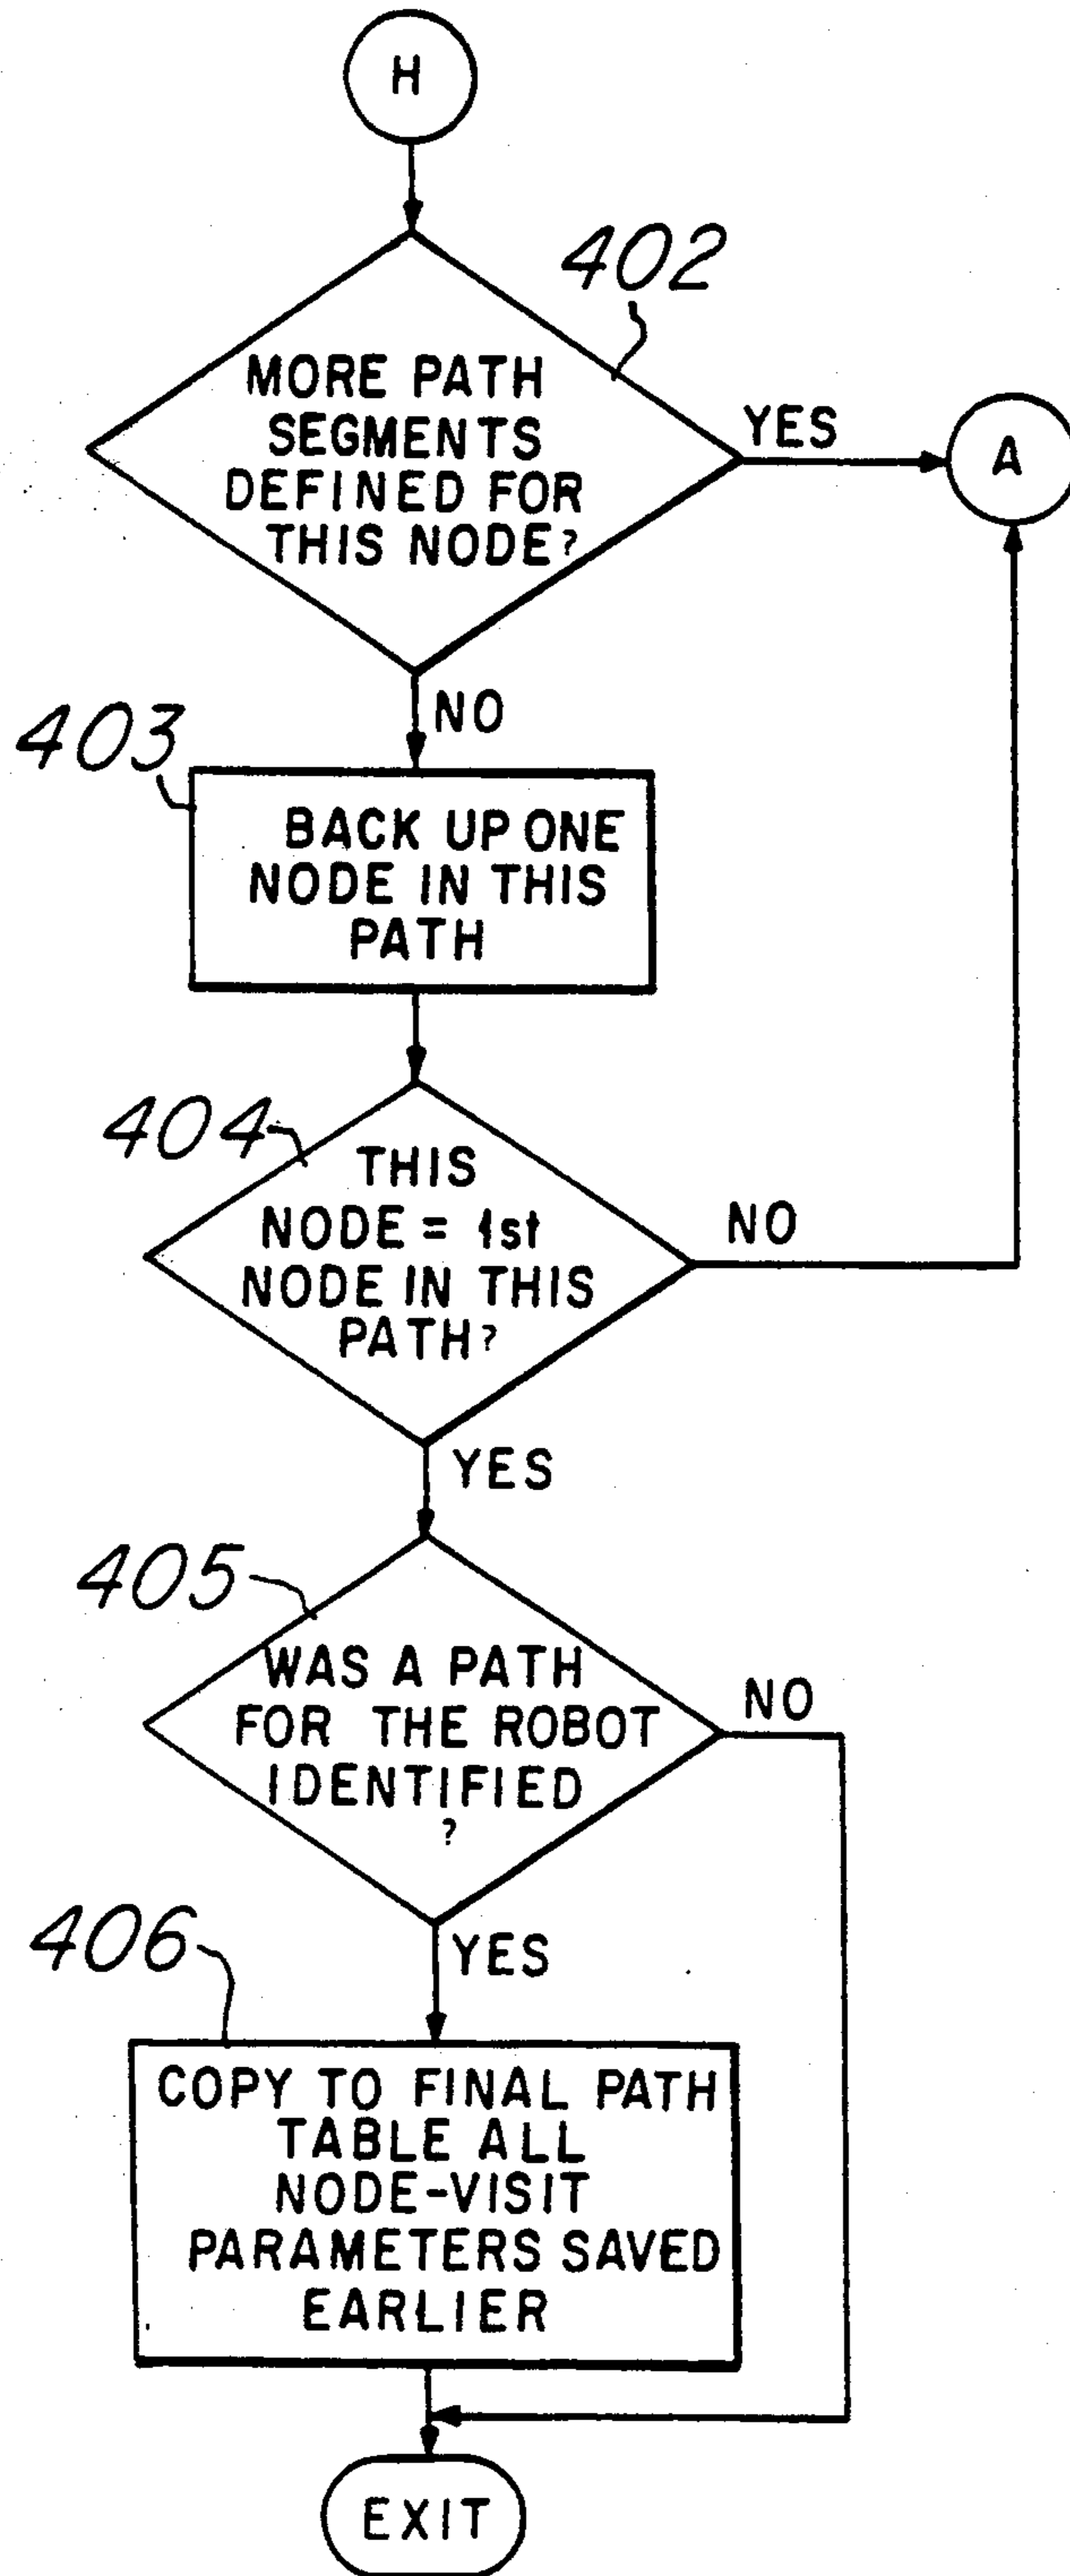 H
402
MORE PATH
SEGMENTS
DEFINED FOR
THIS NODE?
YES
A
NO
403
BACK UP ONE
NODE IN THIS
PATH
404
THIS
NODE = 1st
NODE IN THIS
PATH?
NO
YES
405
WAS A PATH
FOR THE ROBOT
IDENTIFIED
?
NO
YES
406
COPY TO FINAL PATH
TABLE ALL
NODE-VISIT
PARAMETERS SAVED
EARLIER
EXIT